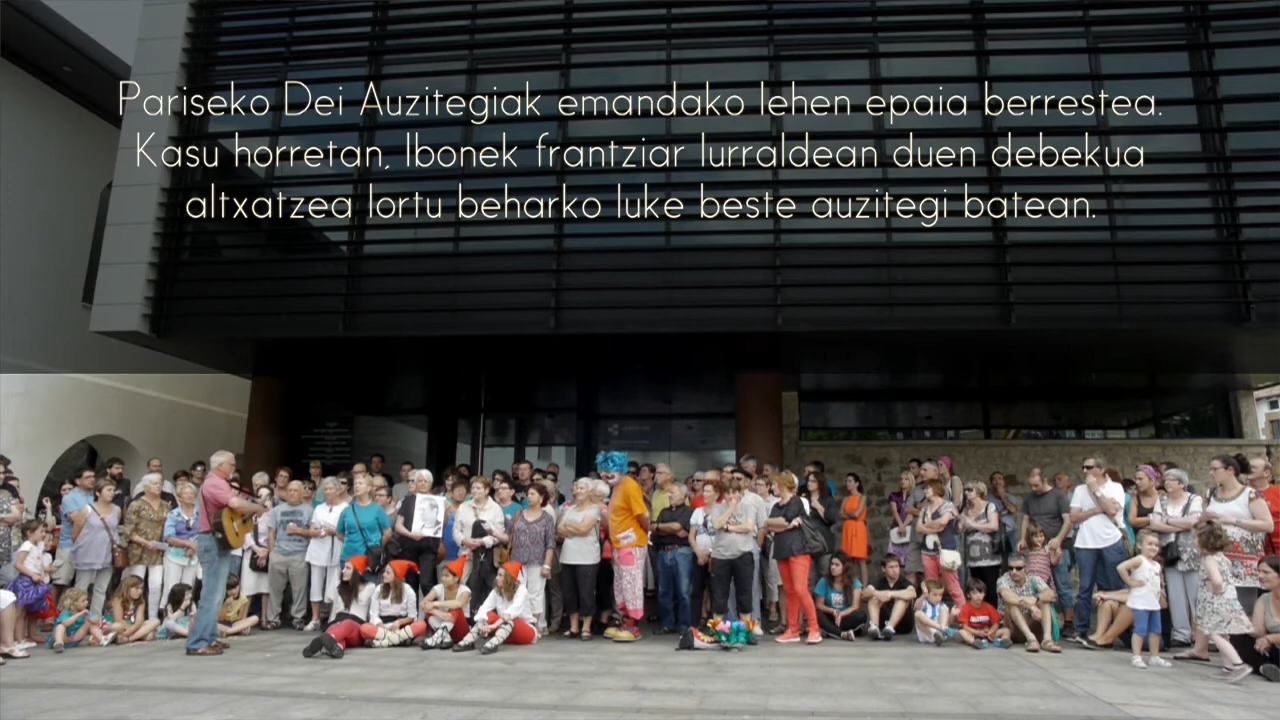 Pariseko Dei Auzitegiak emandako lehen epaia berrestea.
Kasu horretan, Ibonek frantziar lurraldean duen debekua
altxatzea lortu beharko luke beste auzitegi batean.